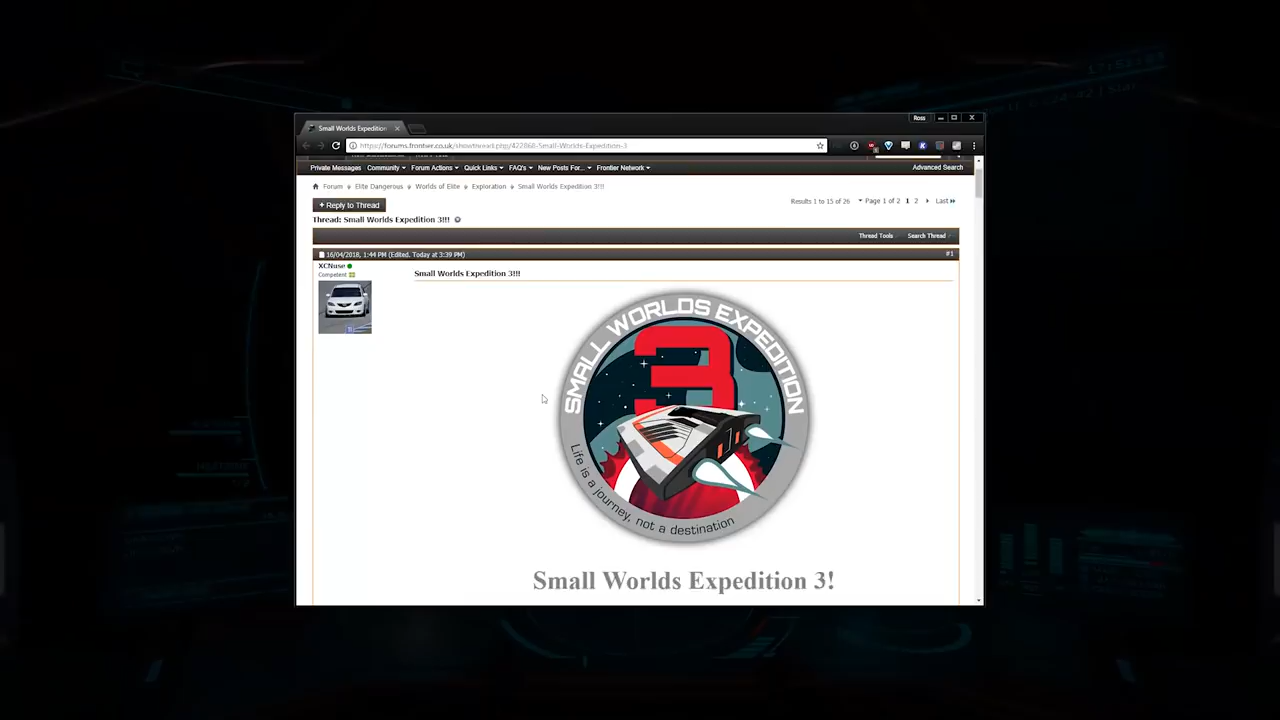 Ross
Small Worlds Expedition
https://forums.frontier.co.uk/showthread.php/422868-Small-Worlds-Expedition-3
Private Messages Community Forum Actions Quick Links FAQ's New Posts For... Frontier Network Advanced Search
Forum Elite Dangerous Worlds of Elite Exploration Small Worlds Expedition 3!!!
+ Reply to Thread
Results 1 to 15 of 26 Page 1 of 2 1 2 Last
Thread: Small Worlds Expedition 3!!!
Thread Tools Search Thread
16/04/2018, 1:44 PM (Edited. Today at 3:39 PM) #1
XCNuse
Competent
Small Worlds Expedition 3!!!
SMALL WORLDS EXPEDITION
3
Life is a journey, not a destination
Small Worlds Expedition 3!